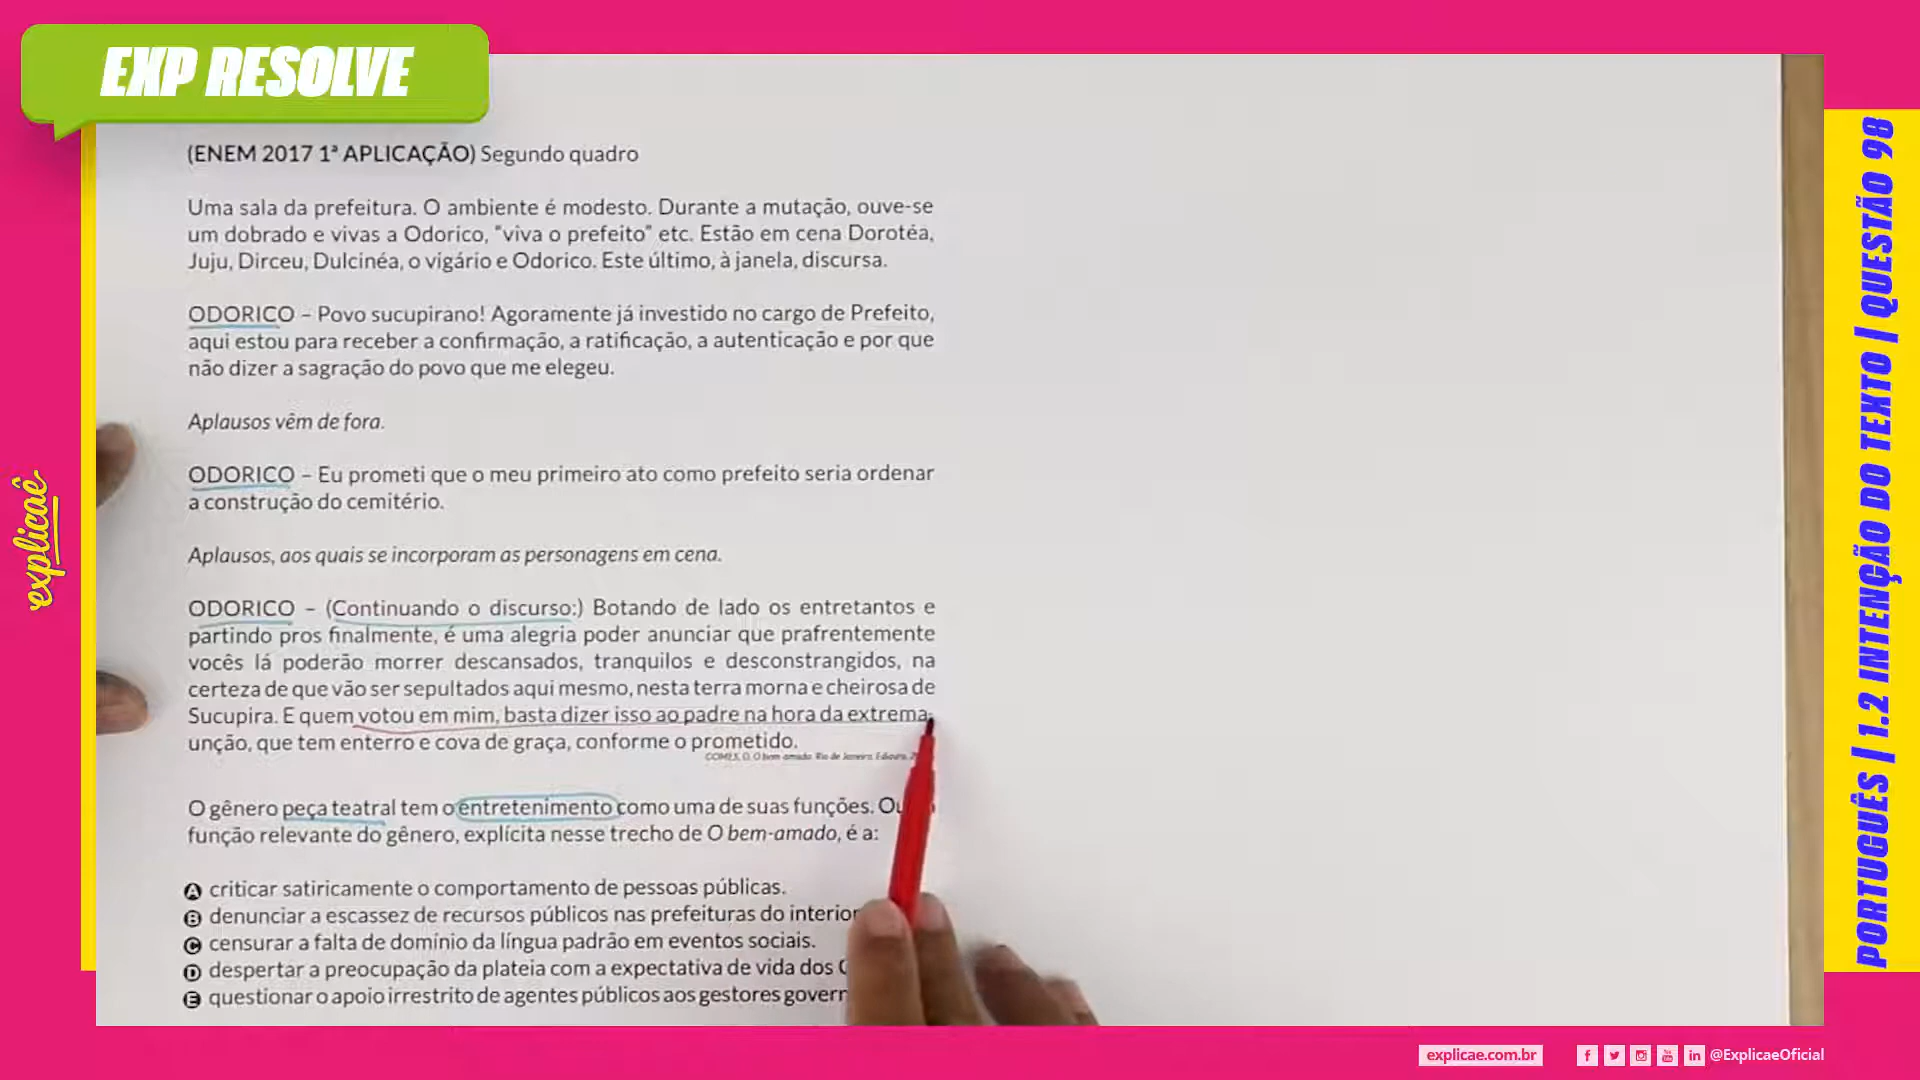 EXP RESOLVE
(ENEM 2017 1ª APLICAÇÃO) Segundo quadro
Uma sala da prefeitura. O ambiente é modesto. Durante a mutação, ouve-se
um dobrado e vivas a Odorico, "viva o prefeito" etc. Estão em cena Dorotéa,
Juju, Dirceu, Dulcinéa, o vigário e Odorico. Este último, à janela, discursa.
ODORICO – Povo sucupirano! Agoramente já investido no cargo de Prefeito,
aqui estou para receber a confirmação, a ratificação, a autenticação e por que
não dizer a sagração do povo que me elegeu.
Aplausos vêm de fora.
ODORICO – Eu prometi que o meu primeiro ato como prefeito seria ordenar
a construção do cemitério.
Aplausos, aos quais se incorporam as personagens em cena.
ODORICO – (Continuando o discurso:) Botando de lado os entretantos e
partindo pros finalmente, é uma alegria poder anunciar que prafrentemente
vocês lá poderão morrer descansados, tranquilos e desconstrangidos, na
certeza de que vão ser sepultados aqui mesmo, nesta terra morna e cheirosa de
Sucupira. E quem votou em mim, basta dizer isso ao padre na hora da extrema-
unção, que tem enterro e cova de graça, conforme o prometido.
GOMES, D. O bem amado. Rio de Janeiro: Ediouro,
O gênero peça teatral tem o entretenimento como uma de suas funções.
função relevante do gênero, explícita nesse trecho de O bem-amado, é a:
A criticar satiricamente o comportamento de pessoas públicas.
B denunciar a escassez de recursos públicos nas prefeituras do interior
C censurar a falta de domínio da língua padrão em eventos sociais.
D despertar a preocupação da plateia com a expectativa de vida dos
E questionar o apoio irrestrito de agentes públicos aos gestores
explicaê
PORTUGUÊS | 1.2 INTENÇÃO DO TEXTO | QUESTÃO 98
explicae.com.br
@ExplicaeOficial